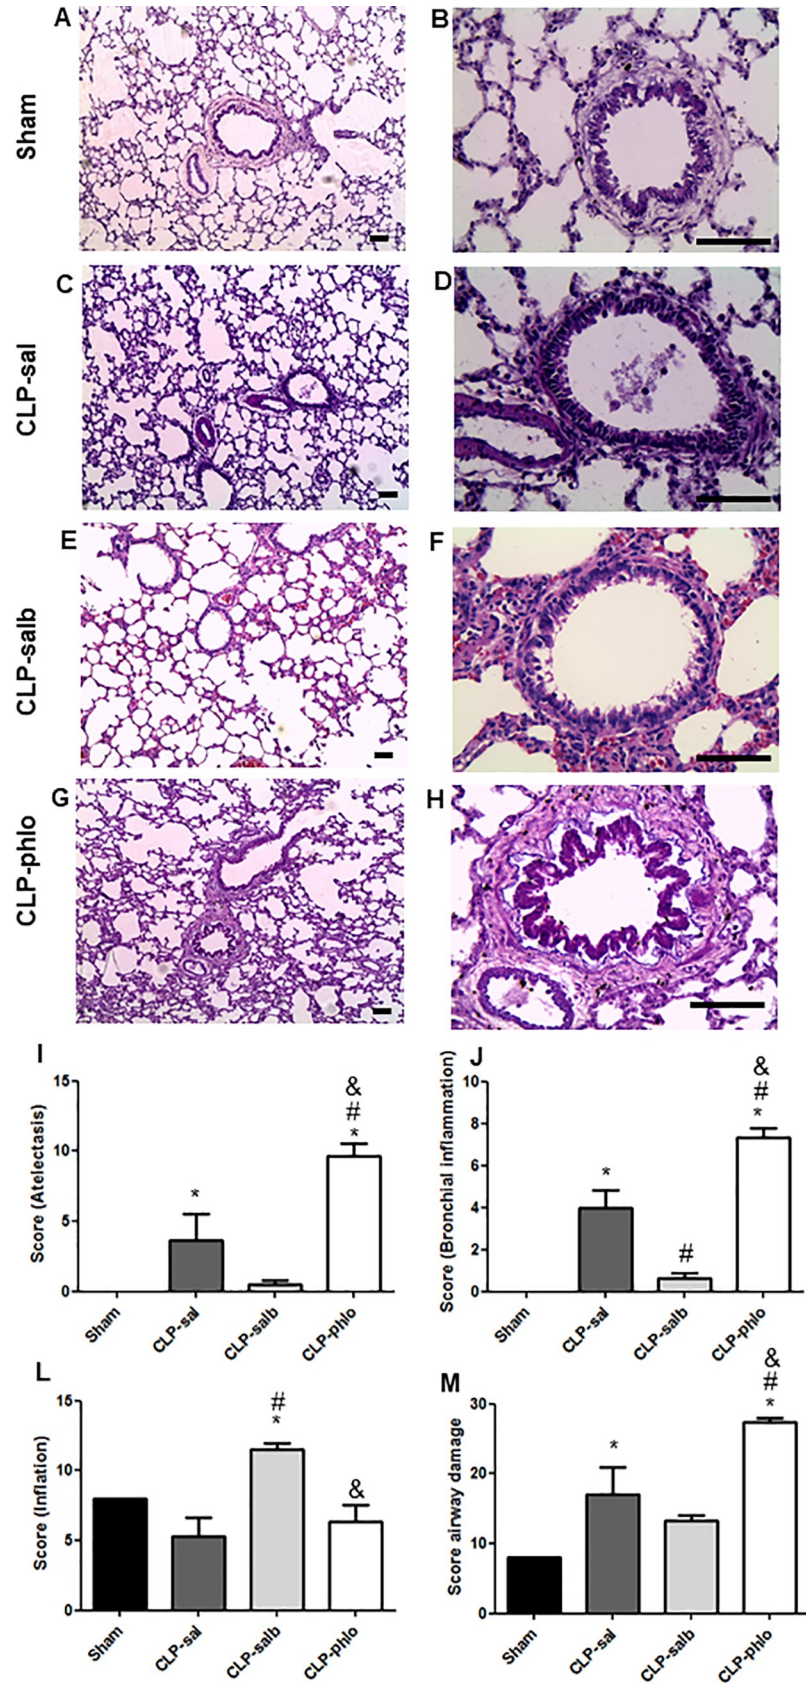 A
B
Sham
C
D
CLP-sal
E
F
CLP-salb
G
H
CLP-phlo
I
Score (Atelectasis)
15
10
5
0
*
&
#
*
Sham
CLP-sal
CLP-salb
CLP-phlo
J
Score (Bronchial inflammation)
10
8
6
4
2
0
*
#
&
#
*
Sham
CLP-sal
CLP-salb
CLP-phlo
L
Score (Inflation)
15
10
5
0
#
*
&
Sham
CLP-sal
CLP-salb
CLP-phlo
M
Score airway damage
30
20
10
0
*
&
#
*
Sham
CLP-sal
CLP-salb
CLP-phlo